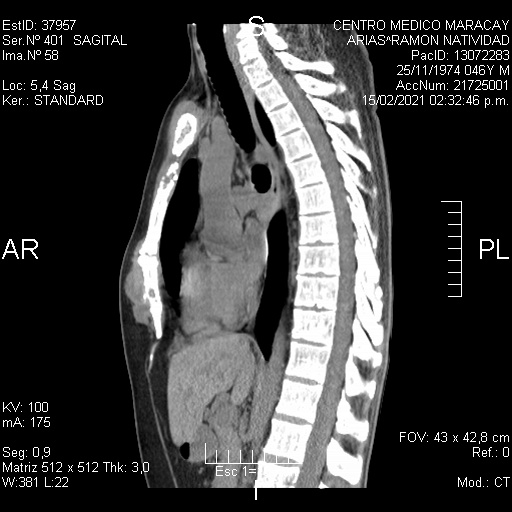 EstID: 37957
Ser.Nº 401 SAGITAL
Ima.Nº 58
Loc: 5,4 Sag
Ker.: STANDARD
S
CENTRO MEDICO MARACAY
ARIAS^RAMON NATIVIDAD
PacID: 13072283
25/11/1974 046Y M
AccNum: 21725001
15/02/2021 02:32:46 p.m.
AR
PL
KV: 100
mA: 175
Seg: 0,9
Matriz 512 x 512 Thk: 3,0
W:381 L:22
Esc 1=
I
FOV: 43 x 42,8 cm
Ref.: 0
Mod.: CT